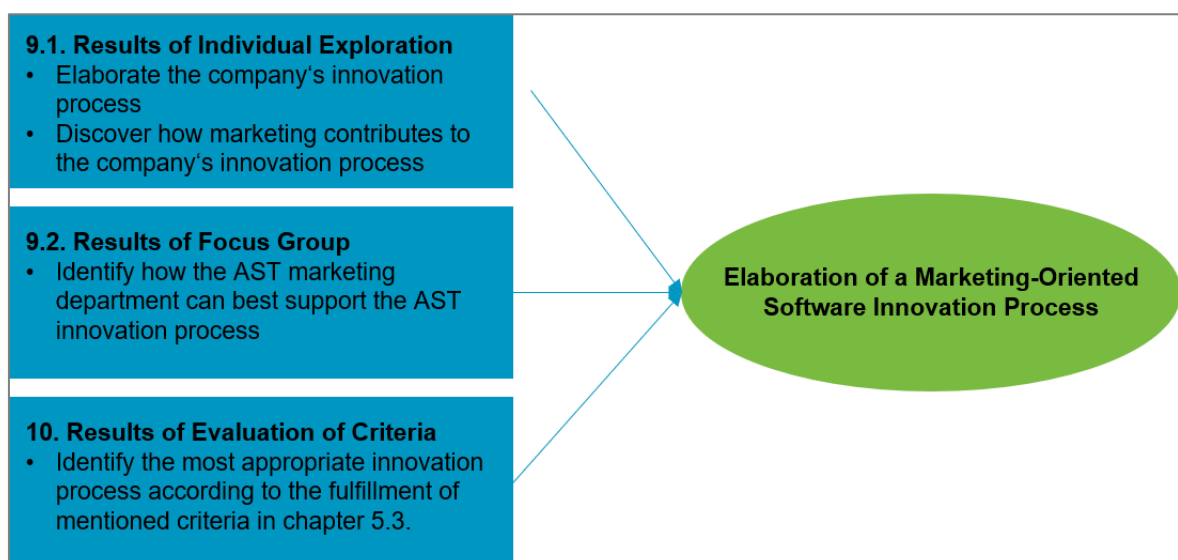 9.1. Results of Individual Exploration
• Elaborate the company‘s innovation
process
• Discover how marketing contributes to
the company‘s innovation process
9.2. Results of Focus Group
• Identify how the AST marketing
department can best support the AST
innovation process
10. Results of Evaluation of Criteria
• Identify the most appropriate innovation
process according to the fulfillment of
mentioned criteria in chapter 5.3.
Elaboration of a Marketing-Oriented
Software Innovation Process